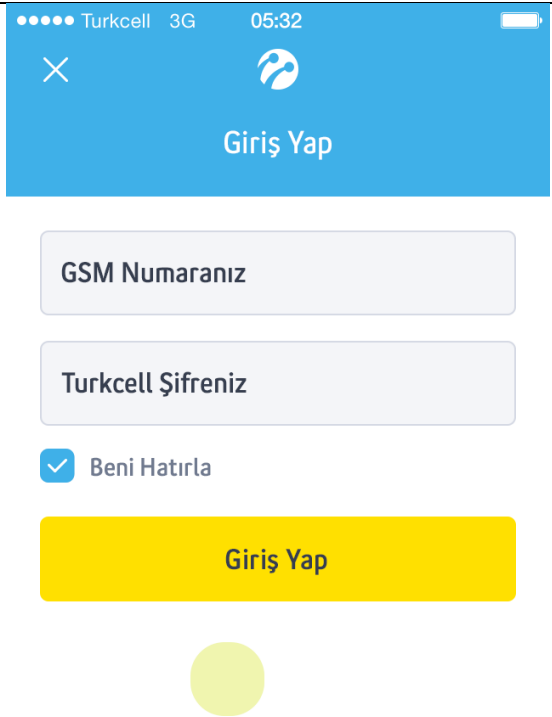 Turkcell 3G 05:32
Giriş Yap
GSM Numaranız
Turkcell Şifreniz
Beni Hatırla
Giriş Yap